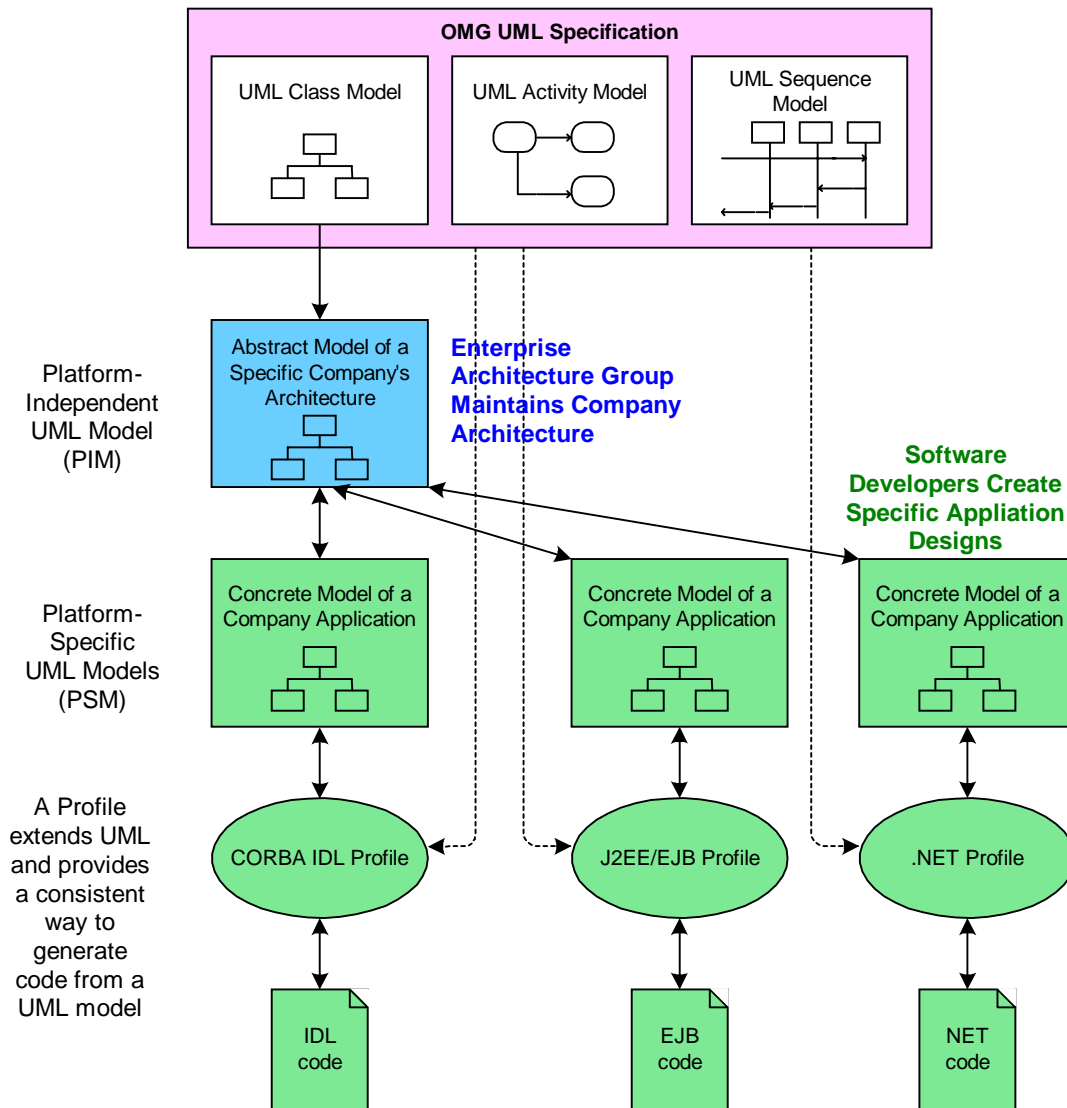 OMG UML Specification
UML Class Model
UML Activity Model
UML Sequence
Model
Platform-
Independent
UML Model
(PIM)
Abstract Model of a
Specific Company's
Architecture
Enterprise
Architecture Group
Maintains Company
Architecture
Software
Developers Create
Specific Appliation
Designs
Platform-
Specific
UML Models
(PSM)
Concrete Model of a
Company Application
Concrete Model of a
Company Application
Concrete Model of a
Company Application
A Profile
extends UML
and provides
a consistent
way to
generate
code from a
UML model
CORBA IDL Profile
J2EE/EJB Profile
.NET Profile
IDL
code
EJB
code
NET
code